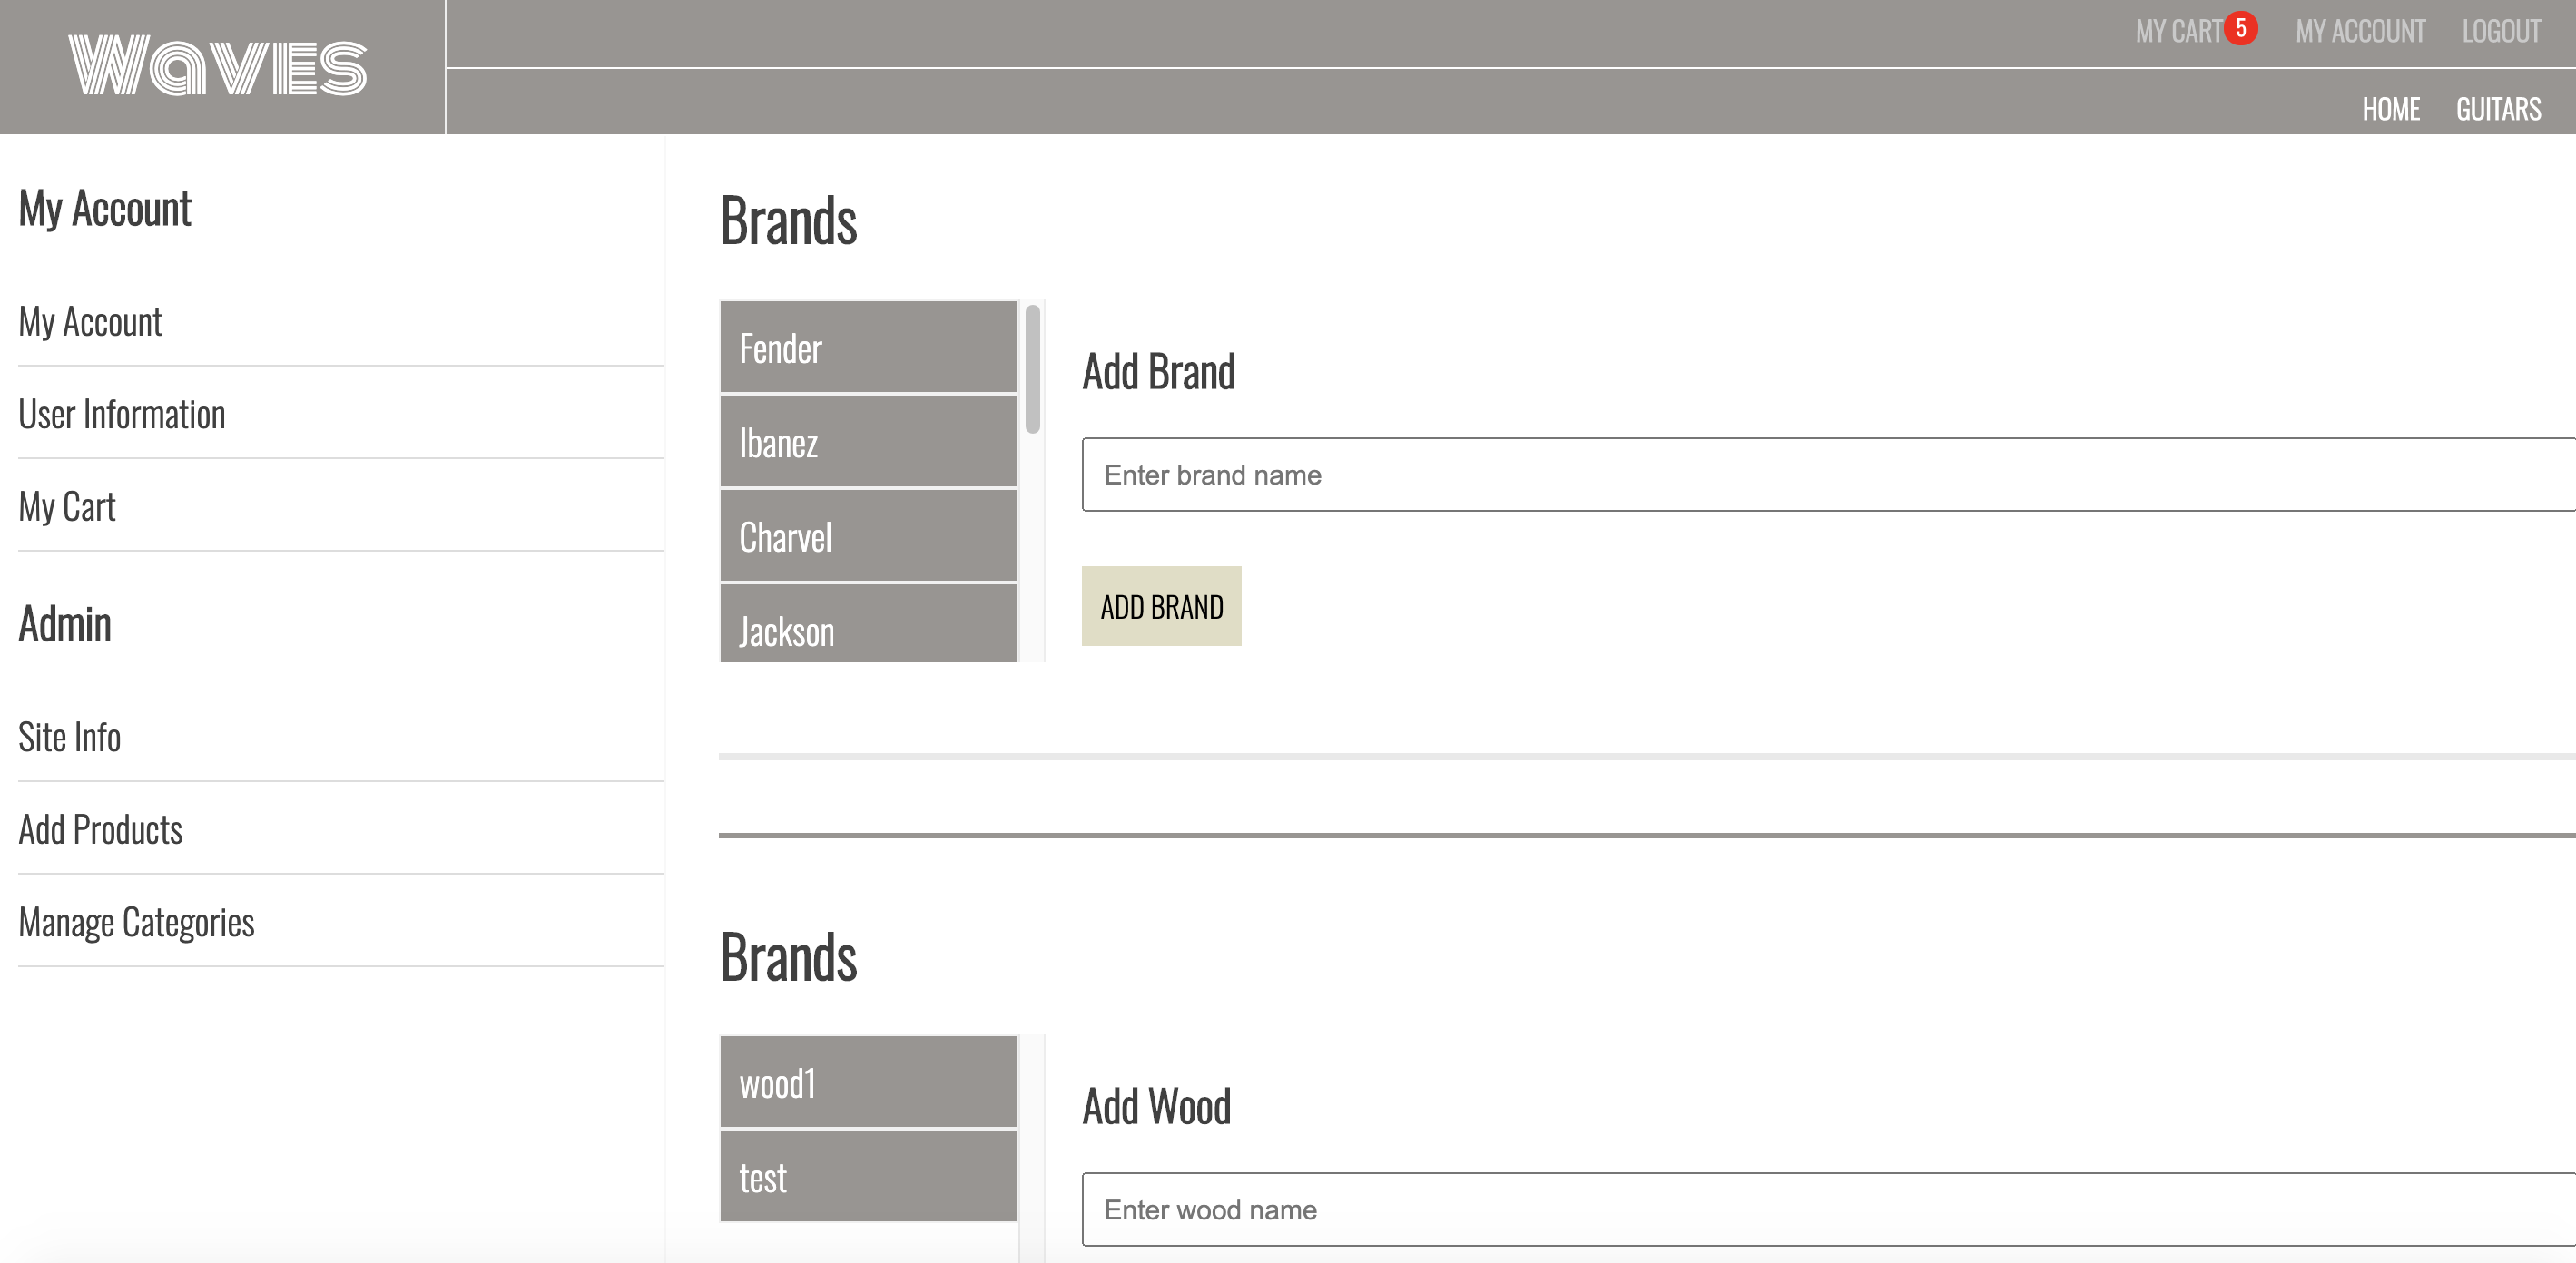 Waves
MY CART 5 MY ACCOUNT LOGOUT
HOME GUITARS
My Account
My Account
User Information
My Cart
Admin
Site Info
Add Products
Manage Categories
Brands
Fender
Ibanez
Charvel
Jackson
Add Brand
Enter brand name
ADD BRAND
Brands
wood1
test
Add Wood
Enter wood name